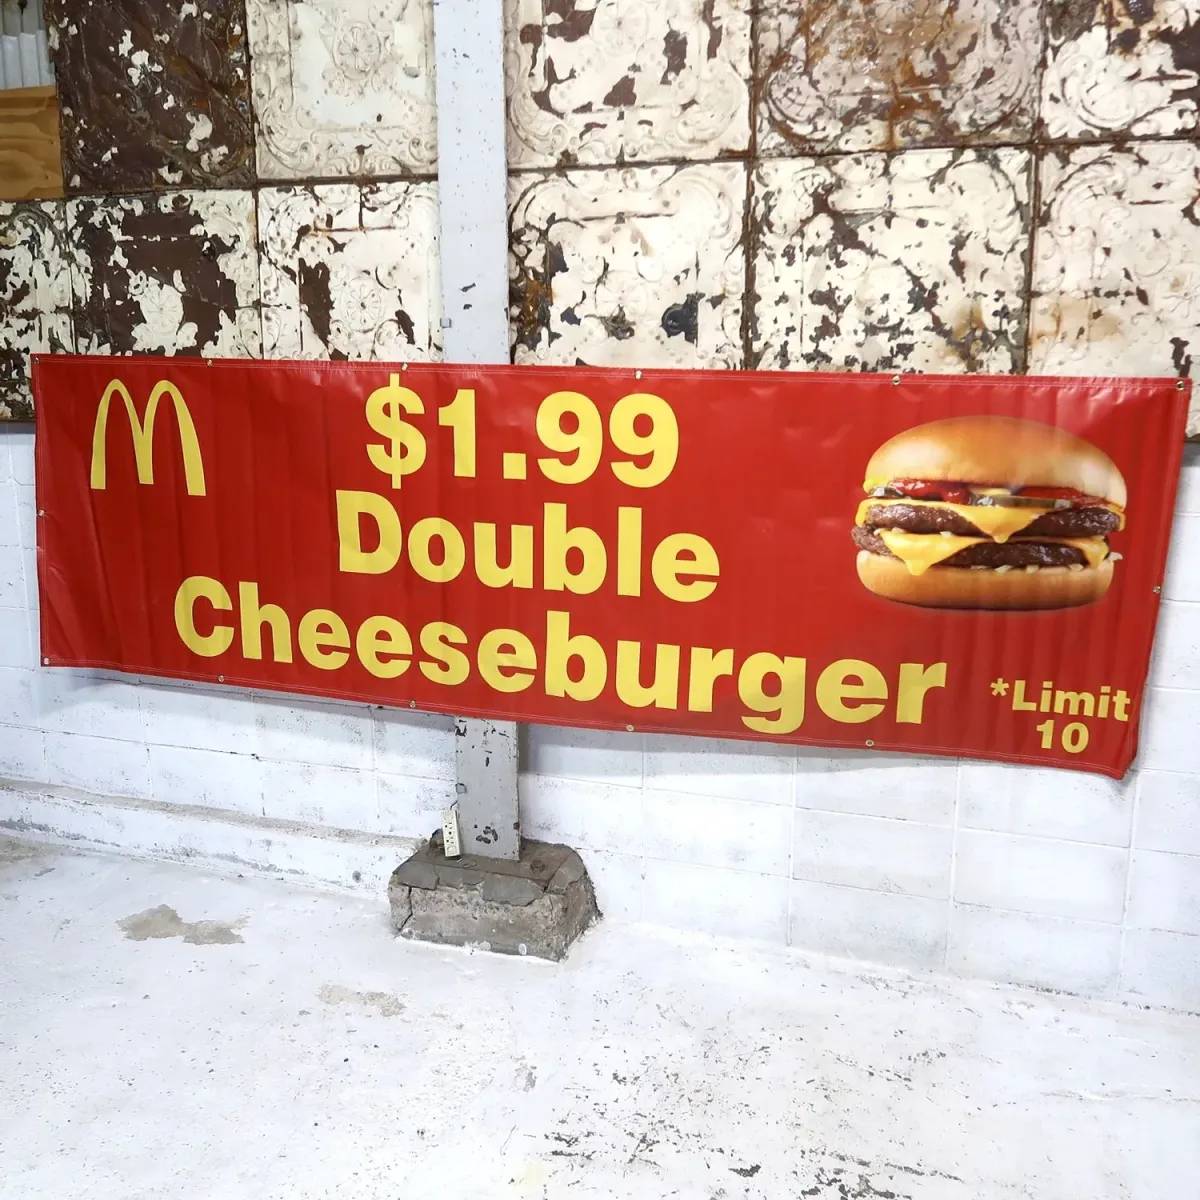 $1.99
Double
Cheeseburger
*Limit
10